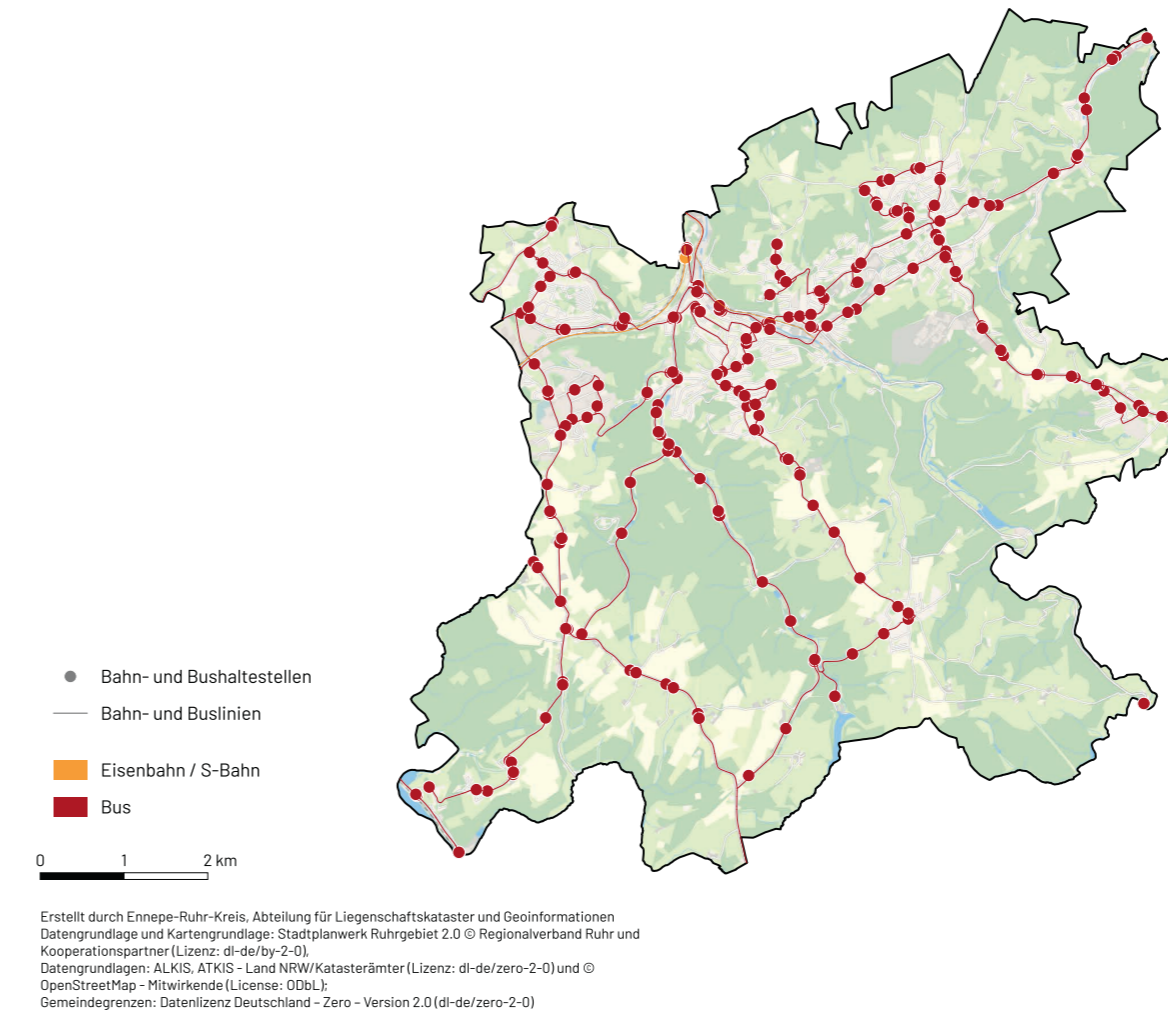 Bahn- und Bushaltestellen
Bahn- und Buslinien
Eisenbahn / S-Bahn
Bus
0 1 2 km
Erstellt durch Ennepe-Ruhr-Kreis, Abteilung für Liegenschaftskataster und Geoinformationen
Datengrundlage und Kartengrundlage: Stadtplanwerk Ruhrgebiet 2.0 © Regionalverband Ruhr und
Kooperationspartner (Lizenz: dl-de/by-2-0),
Datengrundlagen: ALKIS, ATKIS - Land NRW/Katasterämter (Lizenz: dl-de/zero-2-0) und ©
OpenStreetMap - Mitwirkende (License: ODbL);
Gemeindegrenzen: Datenlizenz Deutschland – Zero – Version 2.0 (dl-de/zero-2-0)